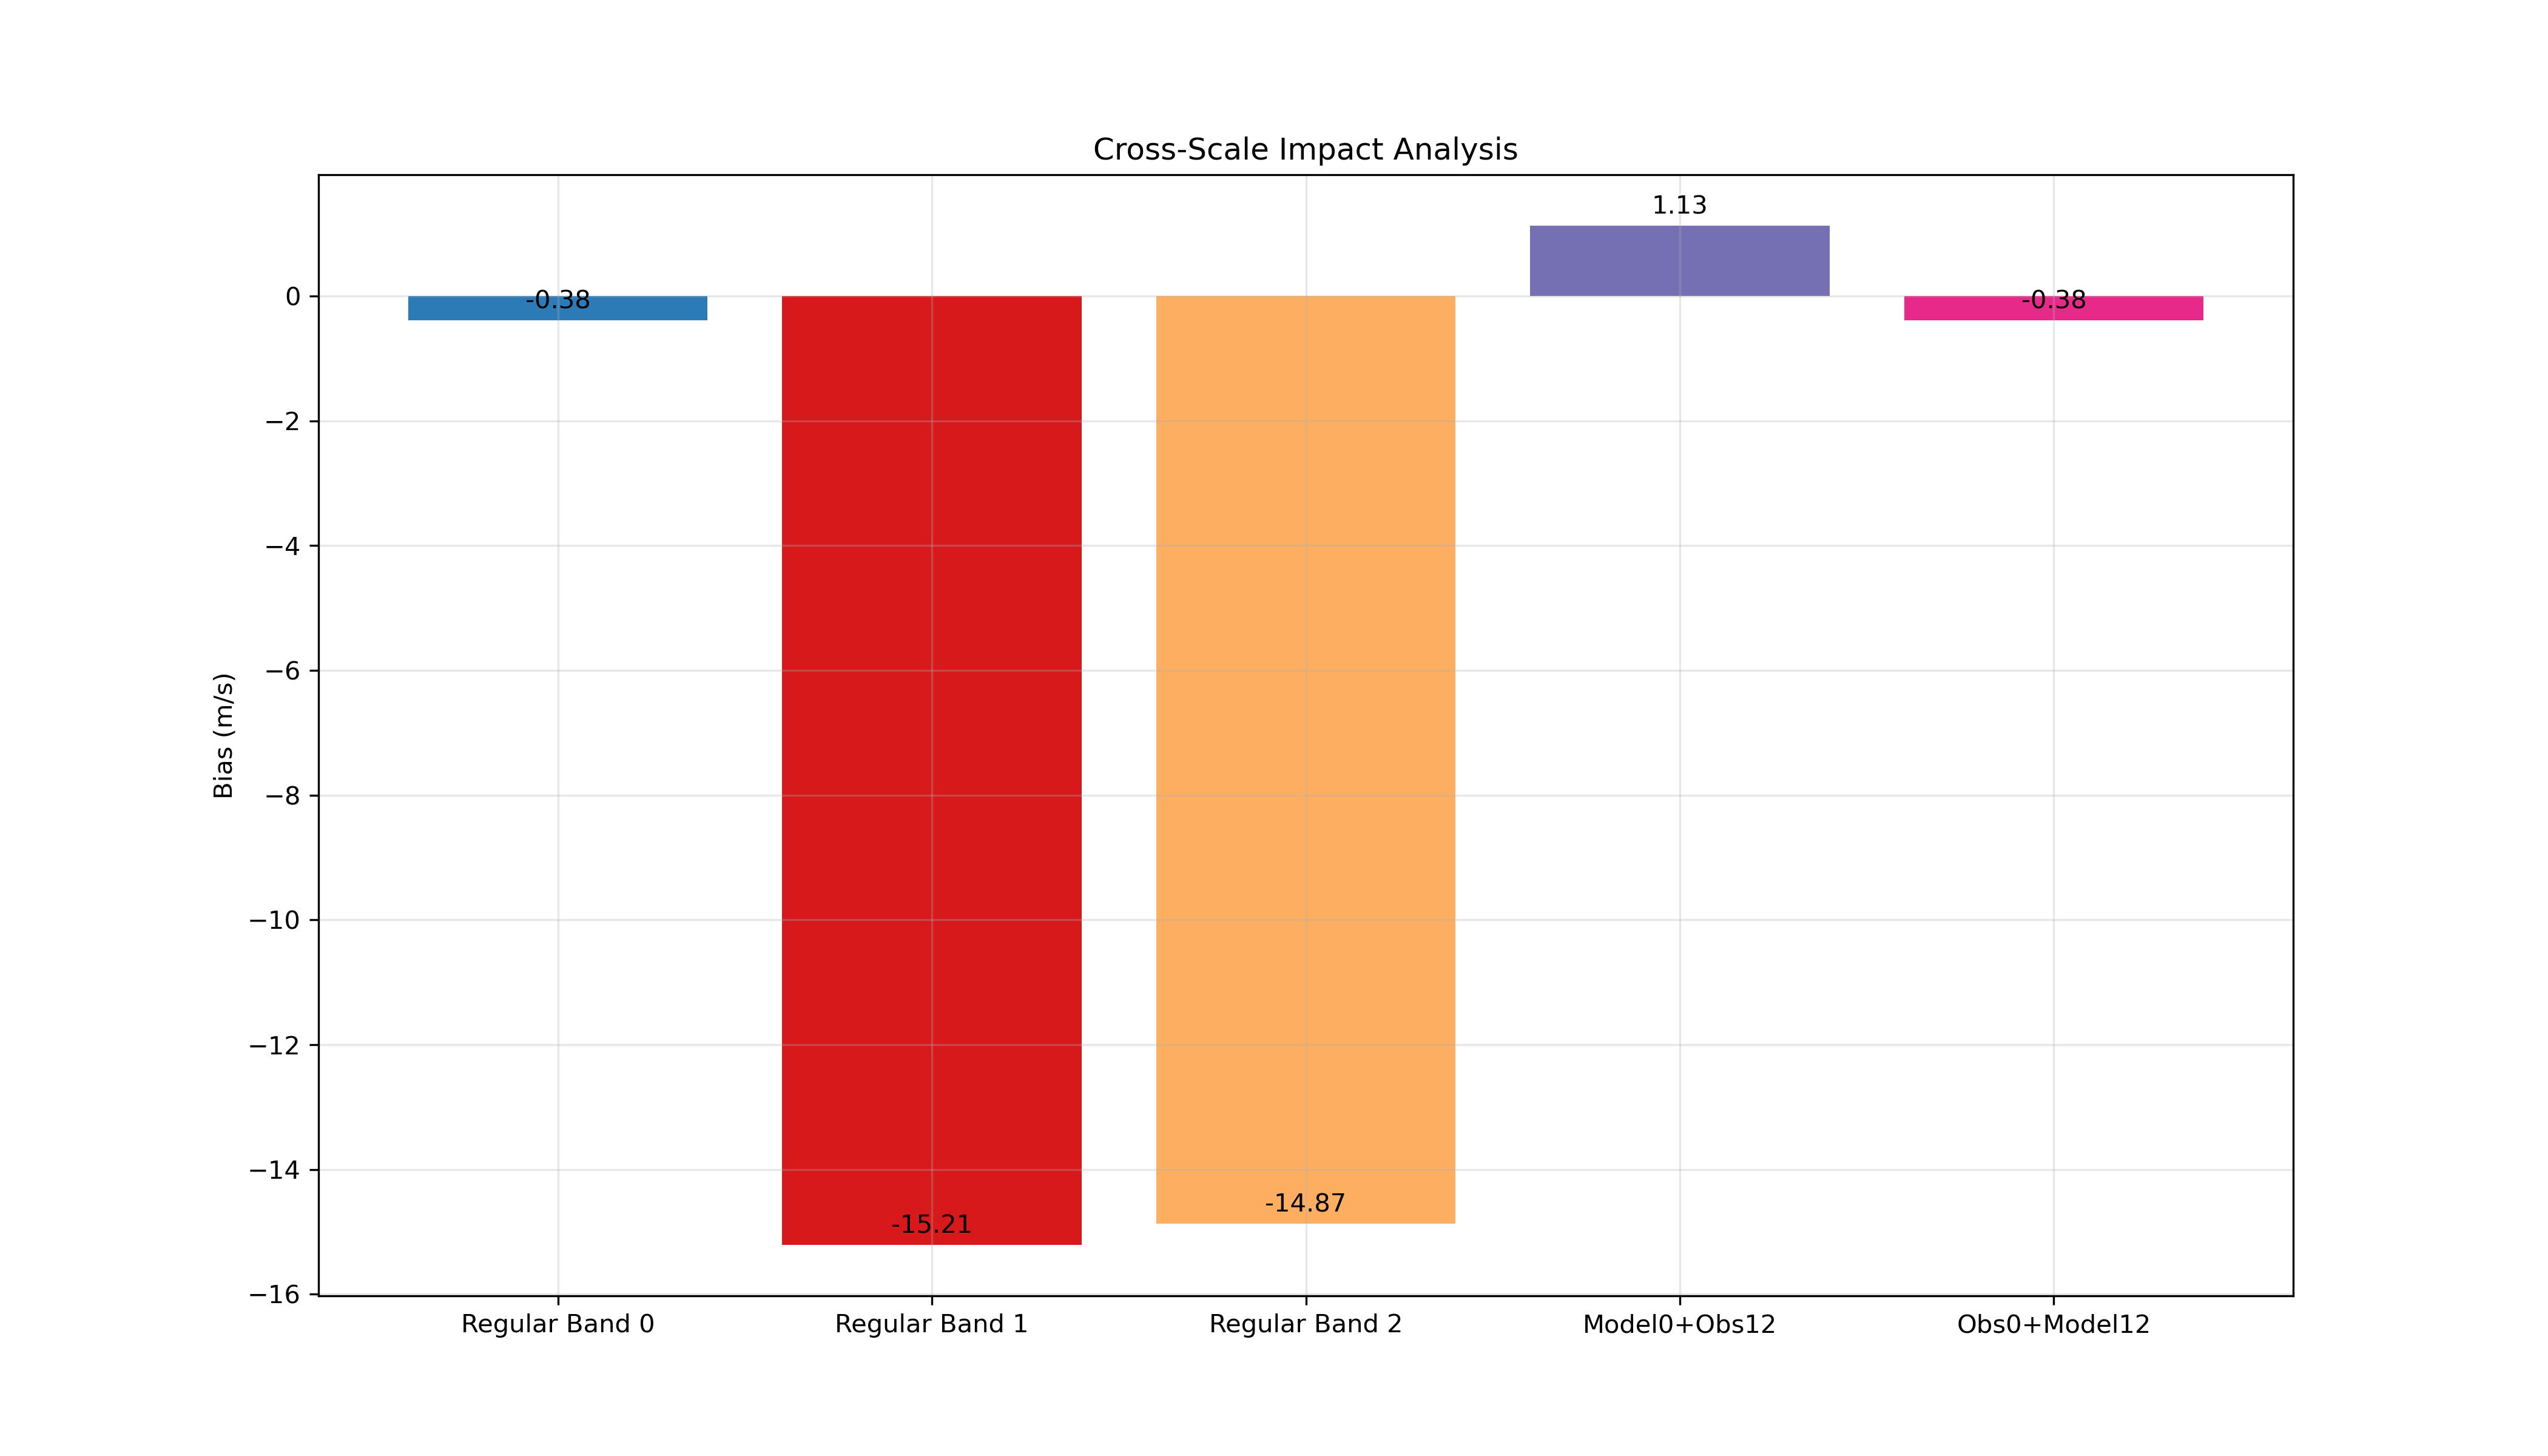 Cross-Scale Impact Analysis
1.13
0
-0.38
-0.38
−2
−4
−6
Bias (m/s)
−8
−10
−12
−14
-14.87
-15.21
−16
Regular Band 0
Regular Band 1
Regular Band 2
Model0+Obs12
Obs0+Model12